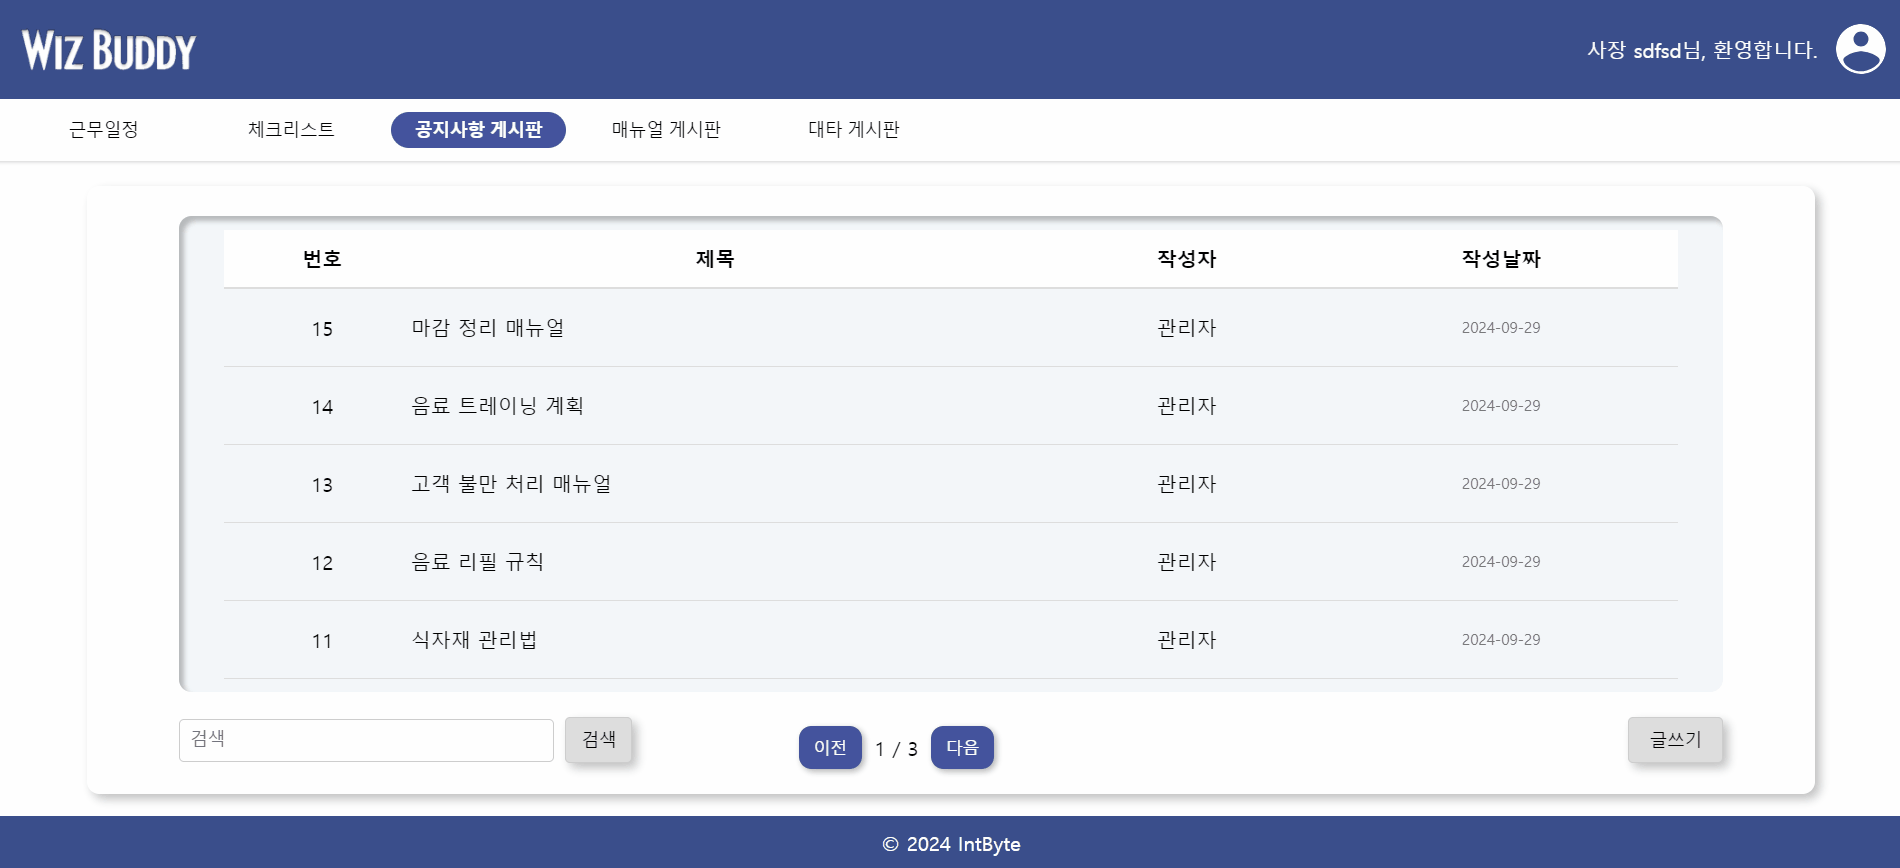 WIZ BUDDY
사장 sdfsd님, 환영합니다.
근무일정 체크리스트 공지사항 게시판 매뉴얼 게시판 대타 게시판
번호 제목 작성자 작성날짜
15 마감 정리 매뉴얼 관리자 2024-09-29
14 음료 트레이닝 계획 관리자 2024-09-29
13 고객 불만 처리 매뉴얼 관리자 2024-09-29
12 음료 리필 규칙 관리자 2024-09-29
11 식자재 관리법 관리자 2024-09-29
검색 검색 이전 1 / 3 다음 글쓰기
© 2024 IntByte